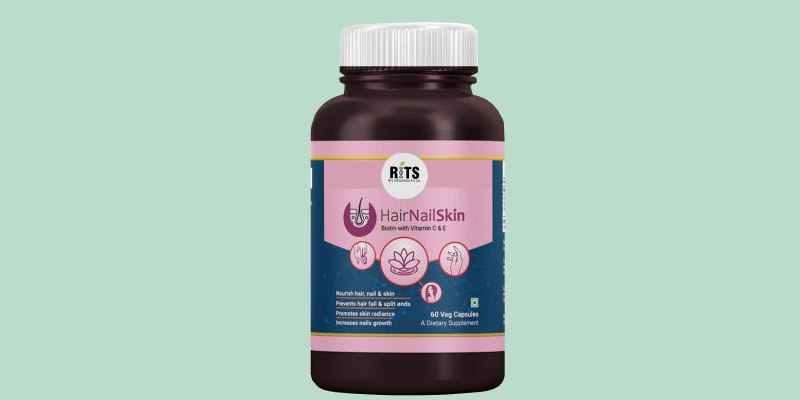 RiTS
HairNailSkin
Biotin with Vitamin C & E
Nourish hair, nail & skin
Prevents hair fall & split ends
Promotes skin radiance
Increases nails growth
60 Veg Capsules
A Dietary Supplement